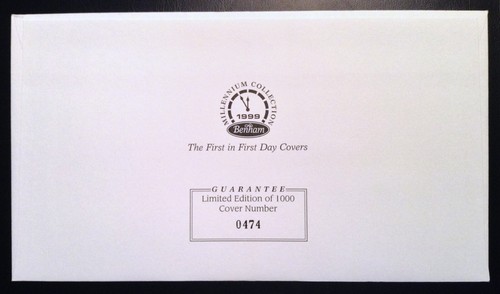 MILLENNIUM COLLECTION
1999
Benham
The First in First Day Covers
GUARANTEE
Limited Edition of 1000
Cover Number
0474